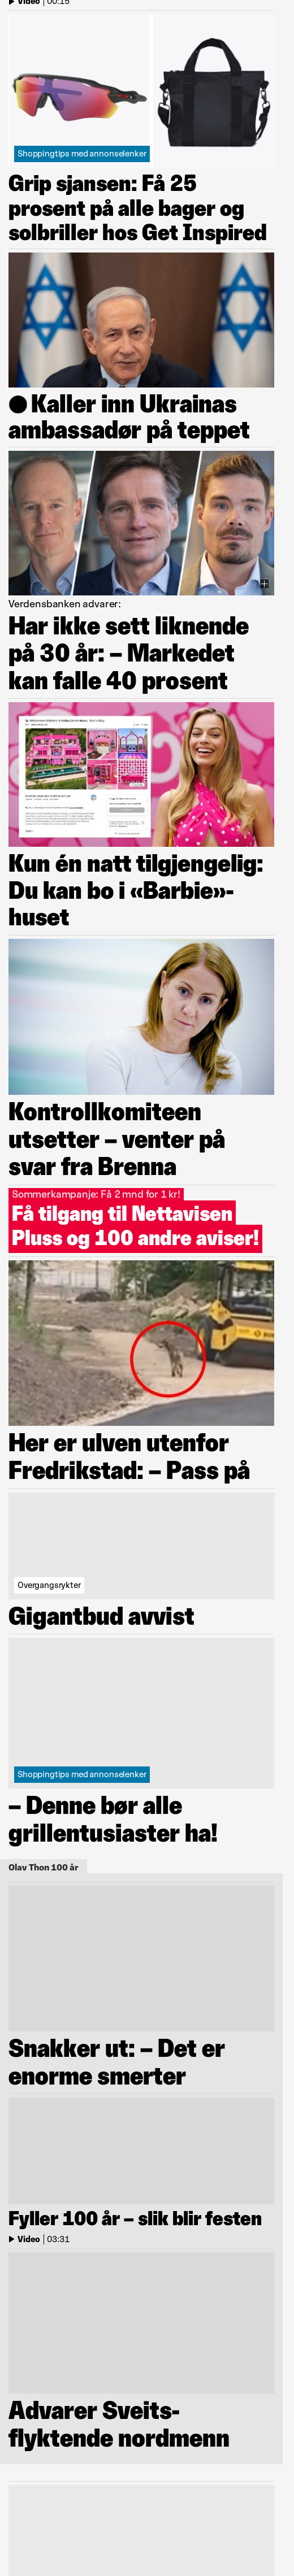 Video | 00:15
Shoppingtips med annonselenker
Grip sjansen: Få 25
prosent på alle bager og
solbriller hos Get Inspired
Kaller inn Ukrainas
ambassadør på teppet
Verdensbanken advarer:
Har ikke sett liknende
på 30 år: – Markedet
kan falle 40 prosent
Kun én natt tilgjengelig:
Du kan bo i «Barbie»-
huset
Kontrollkomiteen
utsetter – venter på
svar fra Brenna
Sommerkampanje: Få 2 mnd for 1 kr!
Få tilgang til Nettavisen
Pluss og 100 andre aviser!
Her er ulven utenfor
Fredrikstad: – Pass på
Overgangsrykter
Gigantbud avvist
Shoppingtips med annonselenker
– Denne bør alle
grillentusiaster ha!
Olav Thon 100 år
Snakker ut: – Det er
enorme smerter
Fyller 100 år – slik blir festen
Video | 03:31
Advarer Sveits-
flyktende nordmenn